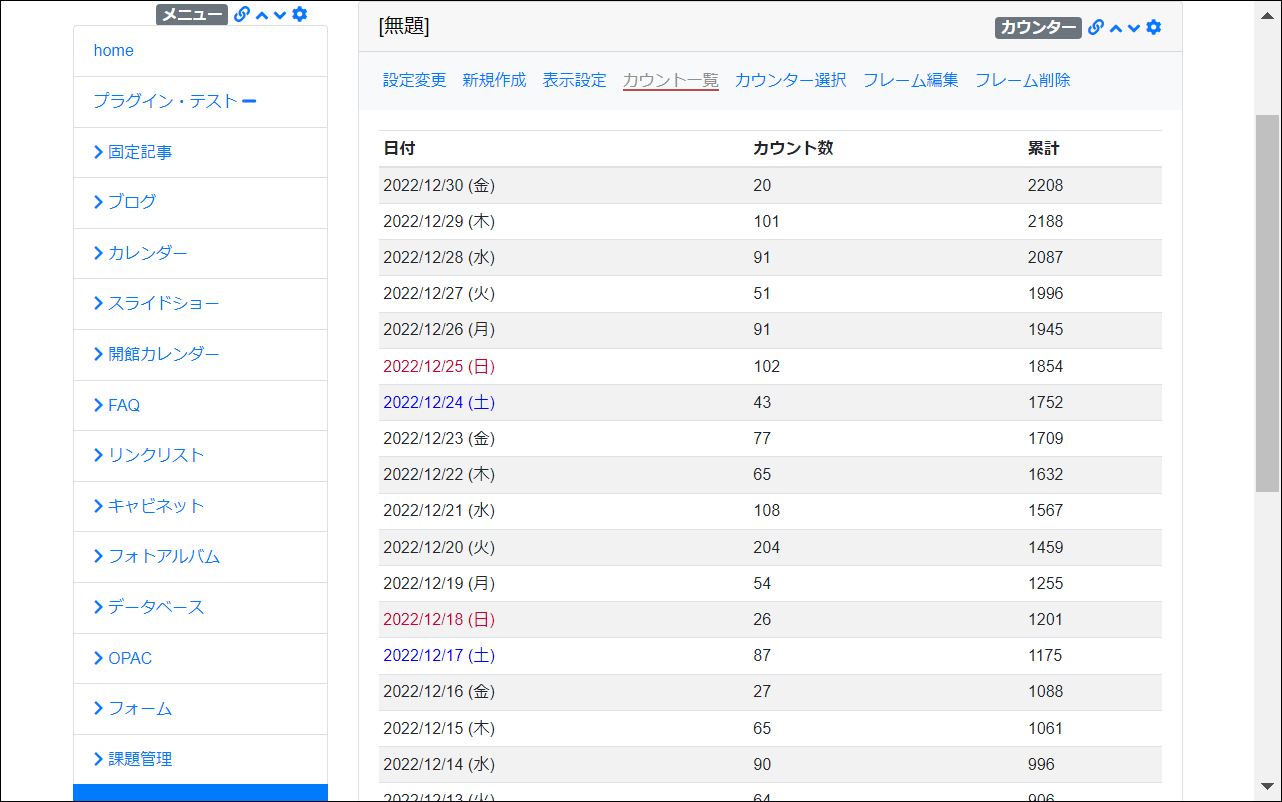 メニュー
home
プラグイン・テスト
固定記事
ブログ
カレンダー
スライドショー
開館カレンダー
FAQ
リンクリスト
キャビネット
フォトアルバム
データベース
OPAC
フォーム
課題管理
[無題] カウンター
設定変更 新規作成 表示設定 カウント一覧 カウンター選択 フレーム編集 フレーム削除
日付 カウント数 累計
2022/12/30 (金) 20 2208
2022/12/29 (木) 101 2188
2022/12/28 (水) 91 2087
2022/12/27 (火) 51 1996
2022/12/26 (月) 91 1945
2022/12/25 (日) 102 1854
2022/12/24 (土) 43 1752
2022/12/23 (金) 77 1709
2022/12/22 (木) 65 1632
2022/12/21 (水) 108 1567
2022/12/20 (火) 204 1459
2022/12/19 (月) 54 1255
2022/12/18 (日) 26 1201
2022/12/17 (土) 87 1175
2022/12/16 (金) 27 1088
2022/12/15 (木) 65 1061
2022/12/14 (水) 90 996
2022/12/13 (火) 64 906